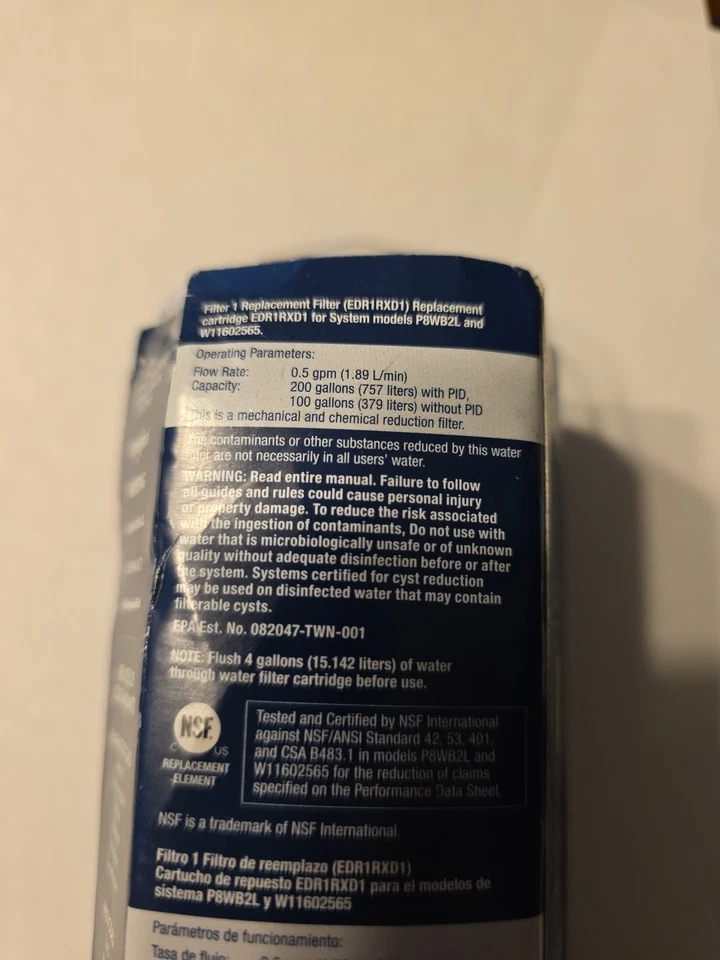 Filter 1 Replacement Filter (EDR1RXD1) Replacement
cartridge EDR1RXD1 for System models P8WB2L and
W11602565.
Operating Parameters:
Flow Rate: 0.5 gpm (1.89 L/min)
Capacity: 200 gallons (757 liters) with PID,
100 gallons (379 liters) without PID
This is a mechanical and chemical reduction filter.
The contaminants or other substances reduced by this water
filter are not necessarily in all users' water.
WARNING: Read entire manual. Failure to follow
all guides and rules could cause personal injury
or property damage. To reduce the risk associated
with the ingestion of contaminants, Do not use with
water that is microbiologically unsafe or of unknown
quality without adequate disinfection before or after
the system. Systems certified for cyst reduction
may be used on disinfected water that may contain
filterable cysts.
EPA Est. No. 082047-TWN-001
NOTE: Flush 4 gallons (15.142 liters) of water
through water filter cartridge before use.
NSF.
C US
REPLACEMENT
ELEMENT
Tested and Certified by NSF International
against NSF/ANSI Standard 42, 53, 401,
and CSA B483.1 in models P8WB2L and
W11602565 for the reduction of claims
specified on the Performance Data Sheet.
NSF is a trademark of NSF International.
Filtro 1 Filtro de reemplazo (EDR1RXD1)
Cartucho de repuesto EDR1RXD1 para el modelos de
sistema P8WB2L y W11602565
Parámetros de funcionamiento:
Tasa de flujo: